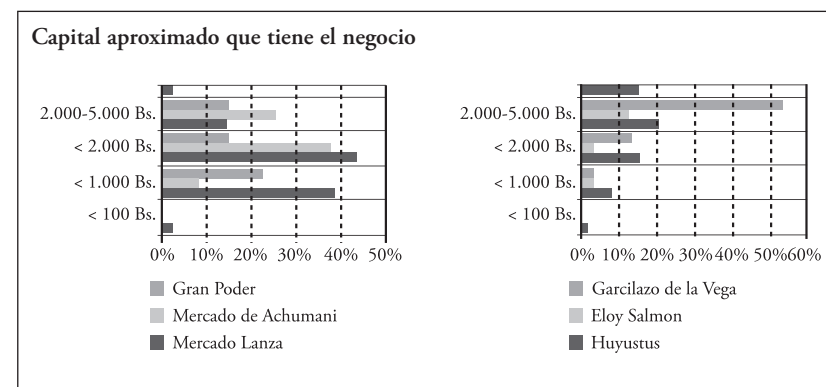 Capital aproximado que tiene el negocio
2.000-5.000 Bs.
< 2.000 Bs.
< 1.000 Bs.
< 100 Bs.
0% 10% 20% 30% 40% 50%
Gran Poder
Mercado de Achumani
Mercado Lanza
2.000-5.000 Bs.
< 2.000 Bs.
< 1.000 Bs.
< 100 Bs.
0% 10% 20% 30% 40% 50%60%
Garcilazo de la Vega
Eloy Salmon
Huyustus